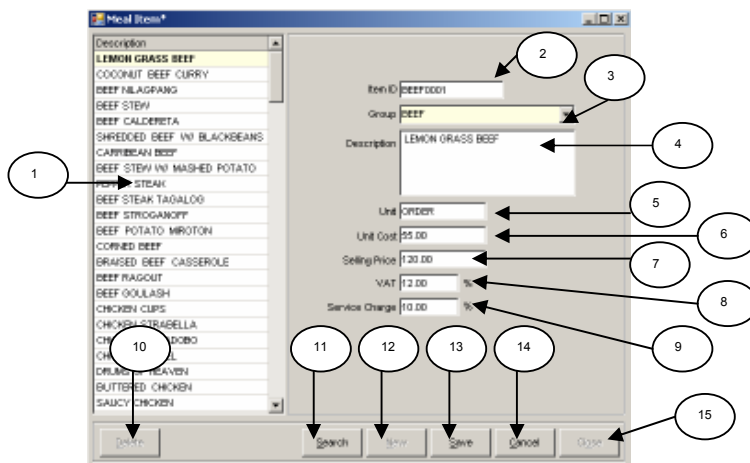 Meal Item*
Description
LEMON GRASS BEEF
COCONUT BEEF CURRY
BEEF NILAGPANG
BEEF STEW
BEEF CALDERETA
SHREDDED BEEF W/ BLACKBEANS
CARRIBEAN BEEF
BEEF STEW W/ MASHED POTATO
STEAK
BEEF STEAK TAGALOG
BEEF STROGANOFF
BEEF POTATO MIROTON
CORNED BEEF
BRAISED BEEF CASSEROLE
BEEF RAGOUT
BEEF GOULASH
CHICKEN CUPS
CHICKEN STRABELLA
DRUMS HEAVEN
BUTTERED CHICKEN
SAUCY CHICKEN
Item ID BEEF0001
Group BEEF
Description LEMON GRASS BEEF
Unit ORDER
Unit Cost 55.00
Selling Price 120.00
VAT 12.00 %
Service Charge 10.00 %
Delete Search New Save Cancel Close
1
2
3
4
5
6
7
8
9
10
11
12
13
14
15